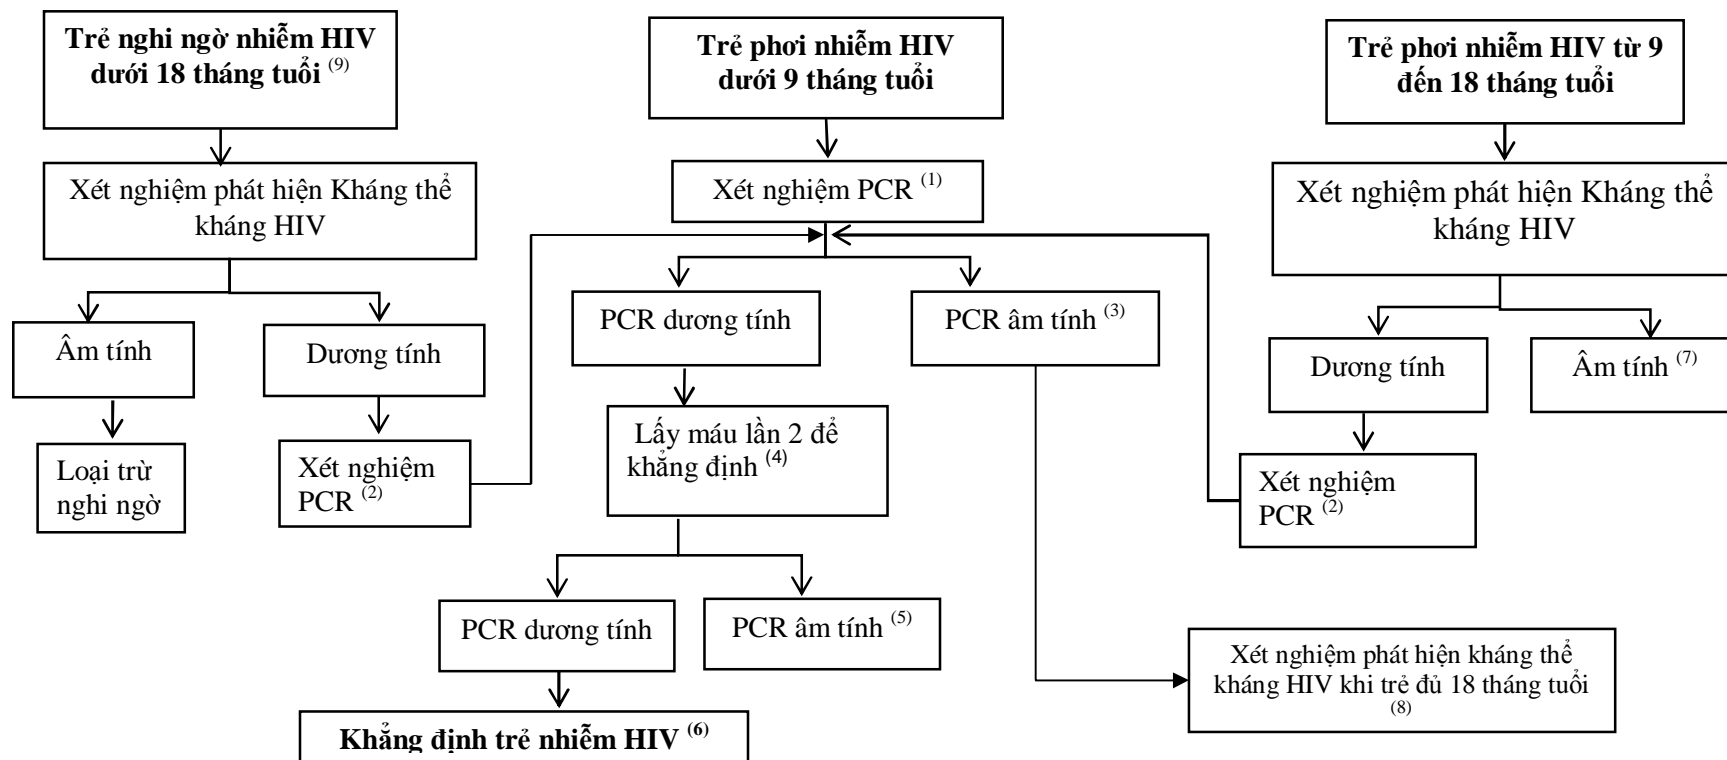 Trẻ nghi ngờ nhiễm HIV
dưới 18 tháng tuổi (9)
Trẻ phơi nhiễm HIV
dưới 9 tháng tuổi
Trẻ phơi nhiễm HIV từ 9
đến 18 tháng tuổi
Xét nghiệm phát hiện Kháng thể
kháng HIV
Xét nghiệm PCR (1)
Xét nghiệm phát hiện Kháng thể
kháng HIV
Âm tính
Dương tính
PCR dương tính
PCR âm tính (3)
Dương tính
Âm tính (7)
Loại trừ
nghi ngờ
Xét nghiệm
PCR (2)
Lấy máu lần 2 để
khẳng định (4)
Xét nghiệm
PCR (2)
PCR dương tính
PCR âm tính (5)
Xét nghiệm phát hiện kháng thể
kháng HIV khi trẻ đủ 18 tháng tuổi
(8)
Khẳng định trẻ nhiễm HIV (6)